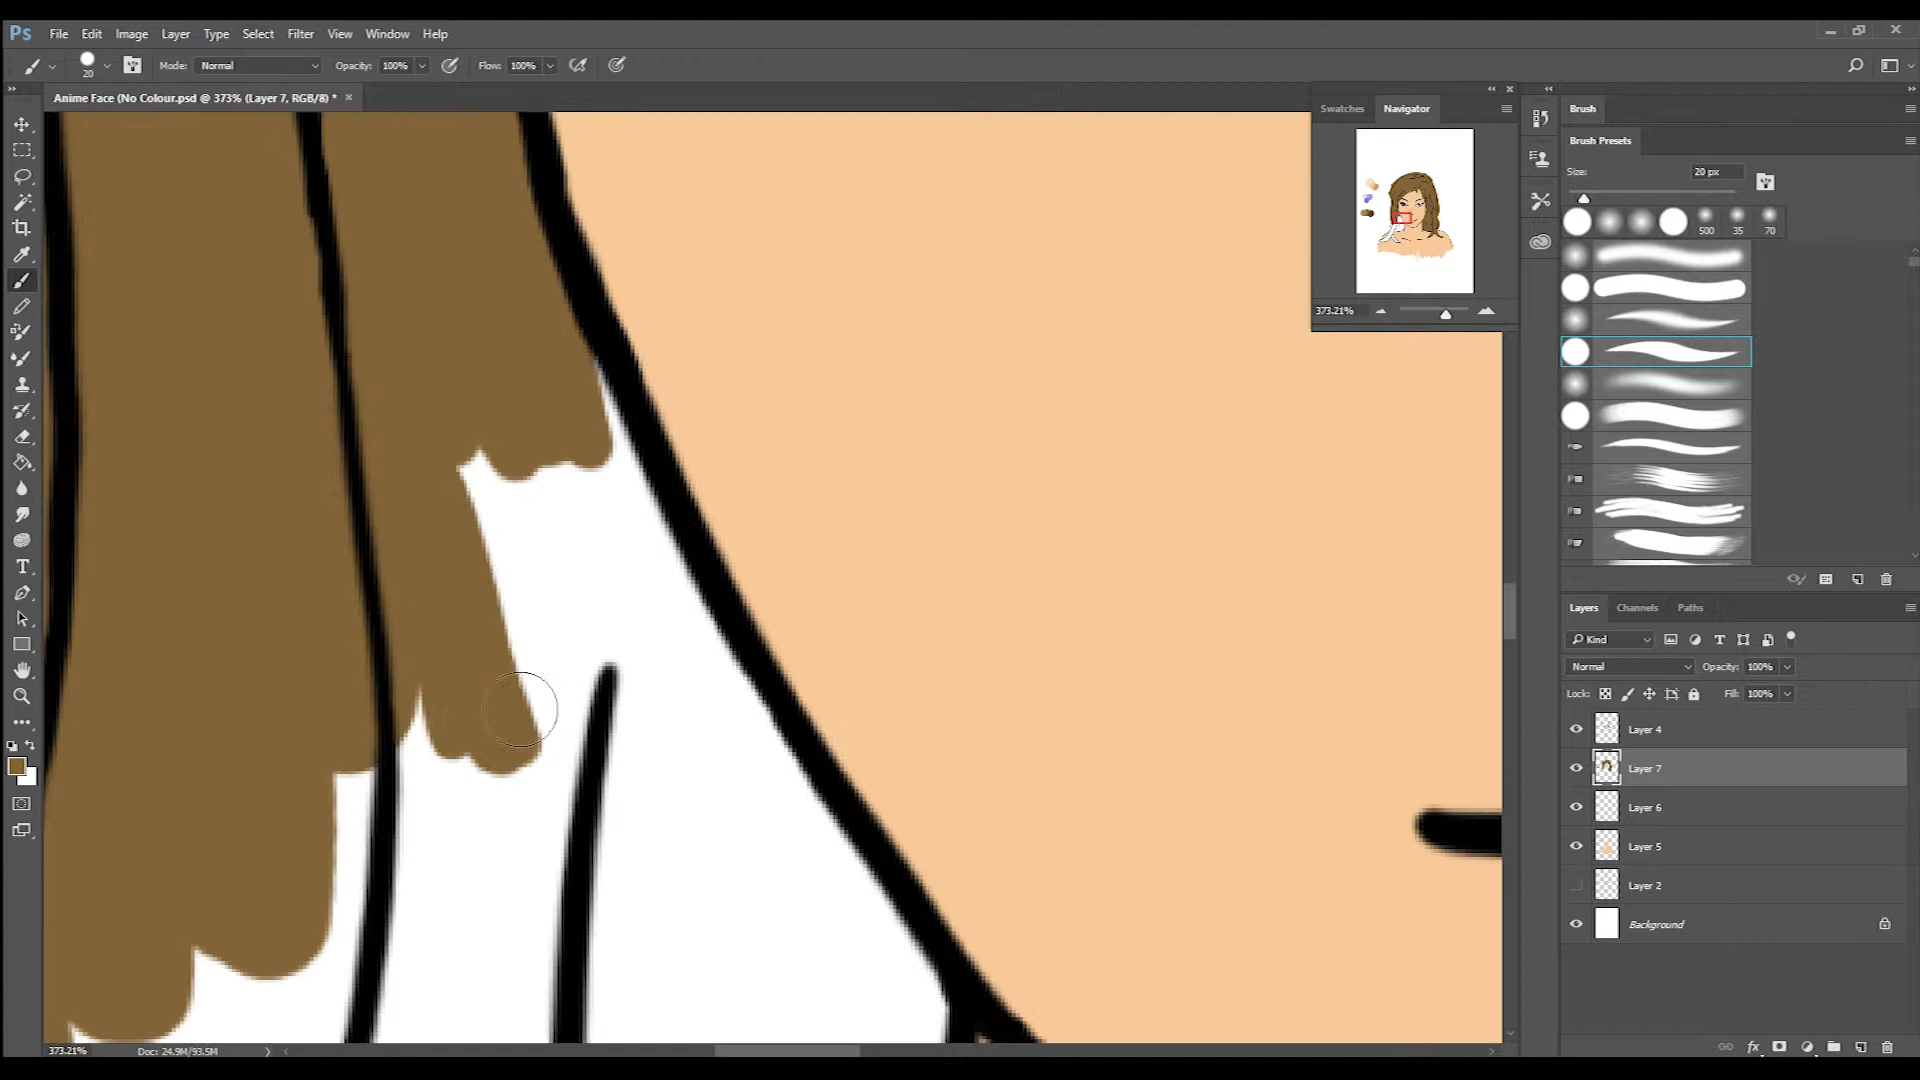 Ps File Edit Image Layer Type Select Filter View Window Help
20 Mode: Normal Opacity: 100% Flow: 100%
Anime Face (No Colour.psd @ 373% (Layer 7, RGB/8) * ×
Swatches Navigator
373.21%
Brush
Brush Presets
Size: 20 px
500 35 70
Layers Channels Paths
Kind
Normal Opacity: 100%
Lock: Fill: 100%
Layer 4
Layer 7
Layer 6
Layer 5
Layer 2
Background
373.21% Doc: 24.9M/93.5M
fx